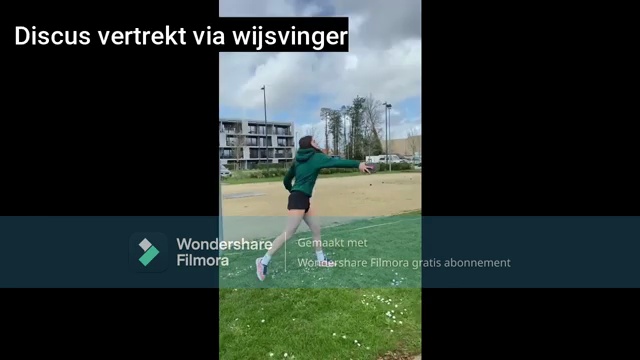 Discus vertrekt via wijsvinger
Wondershare
Filmora
Gemaakt met
Wondershare Filmora gratis abonnement